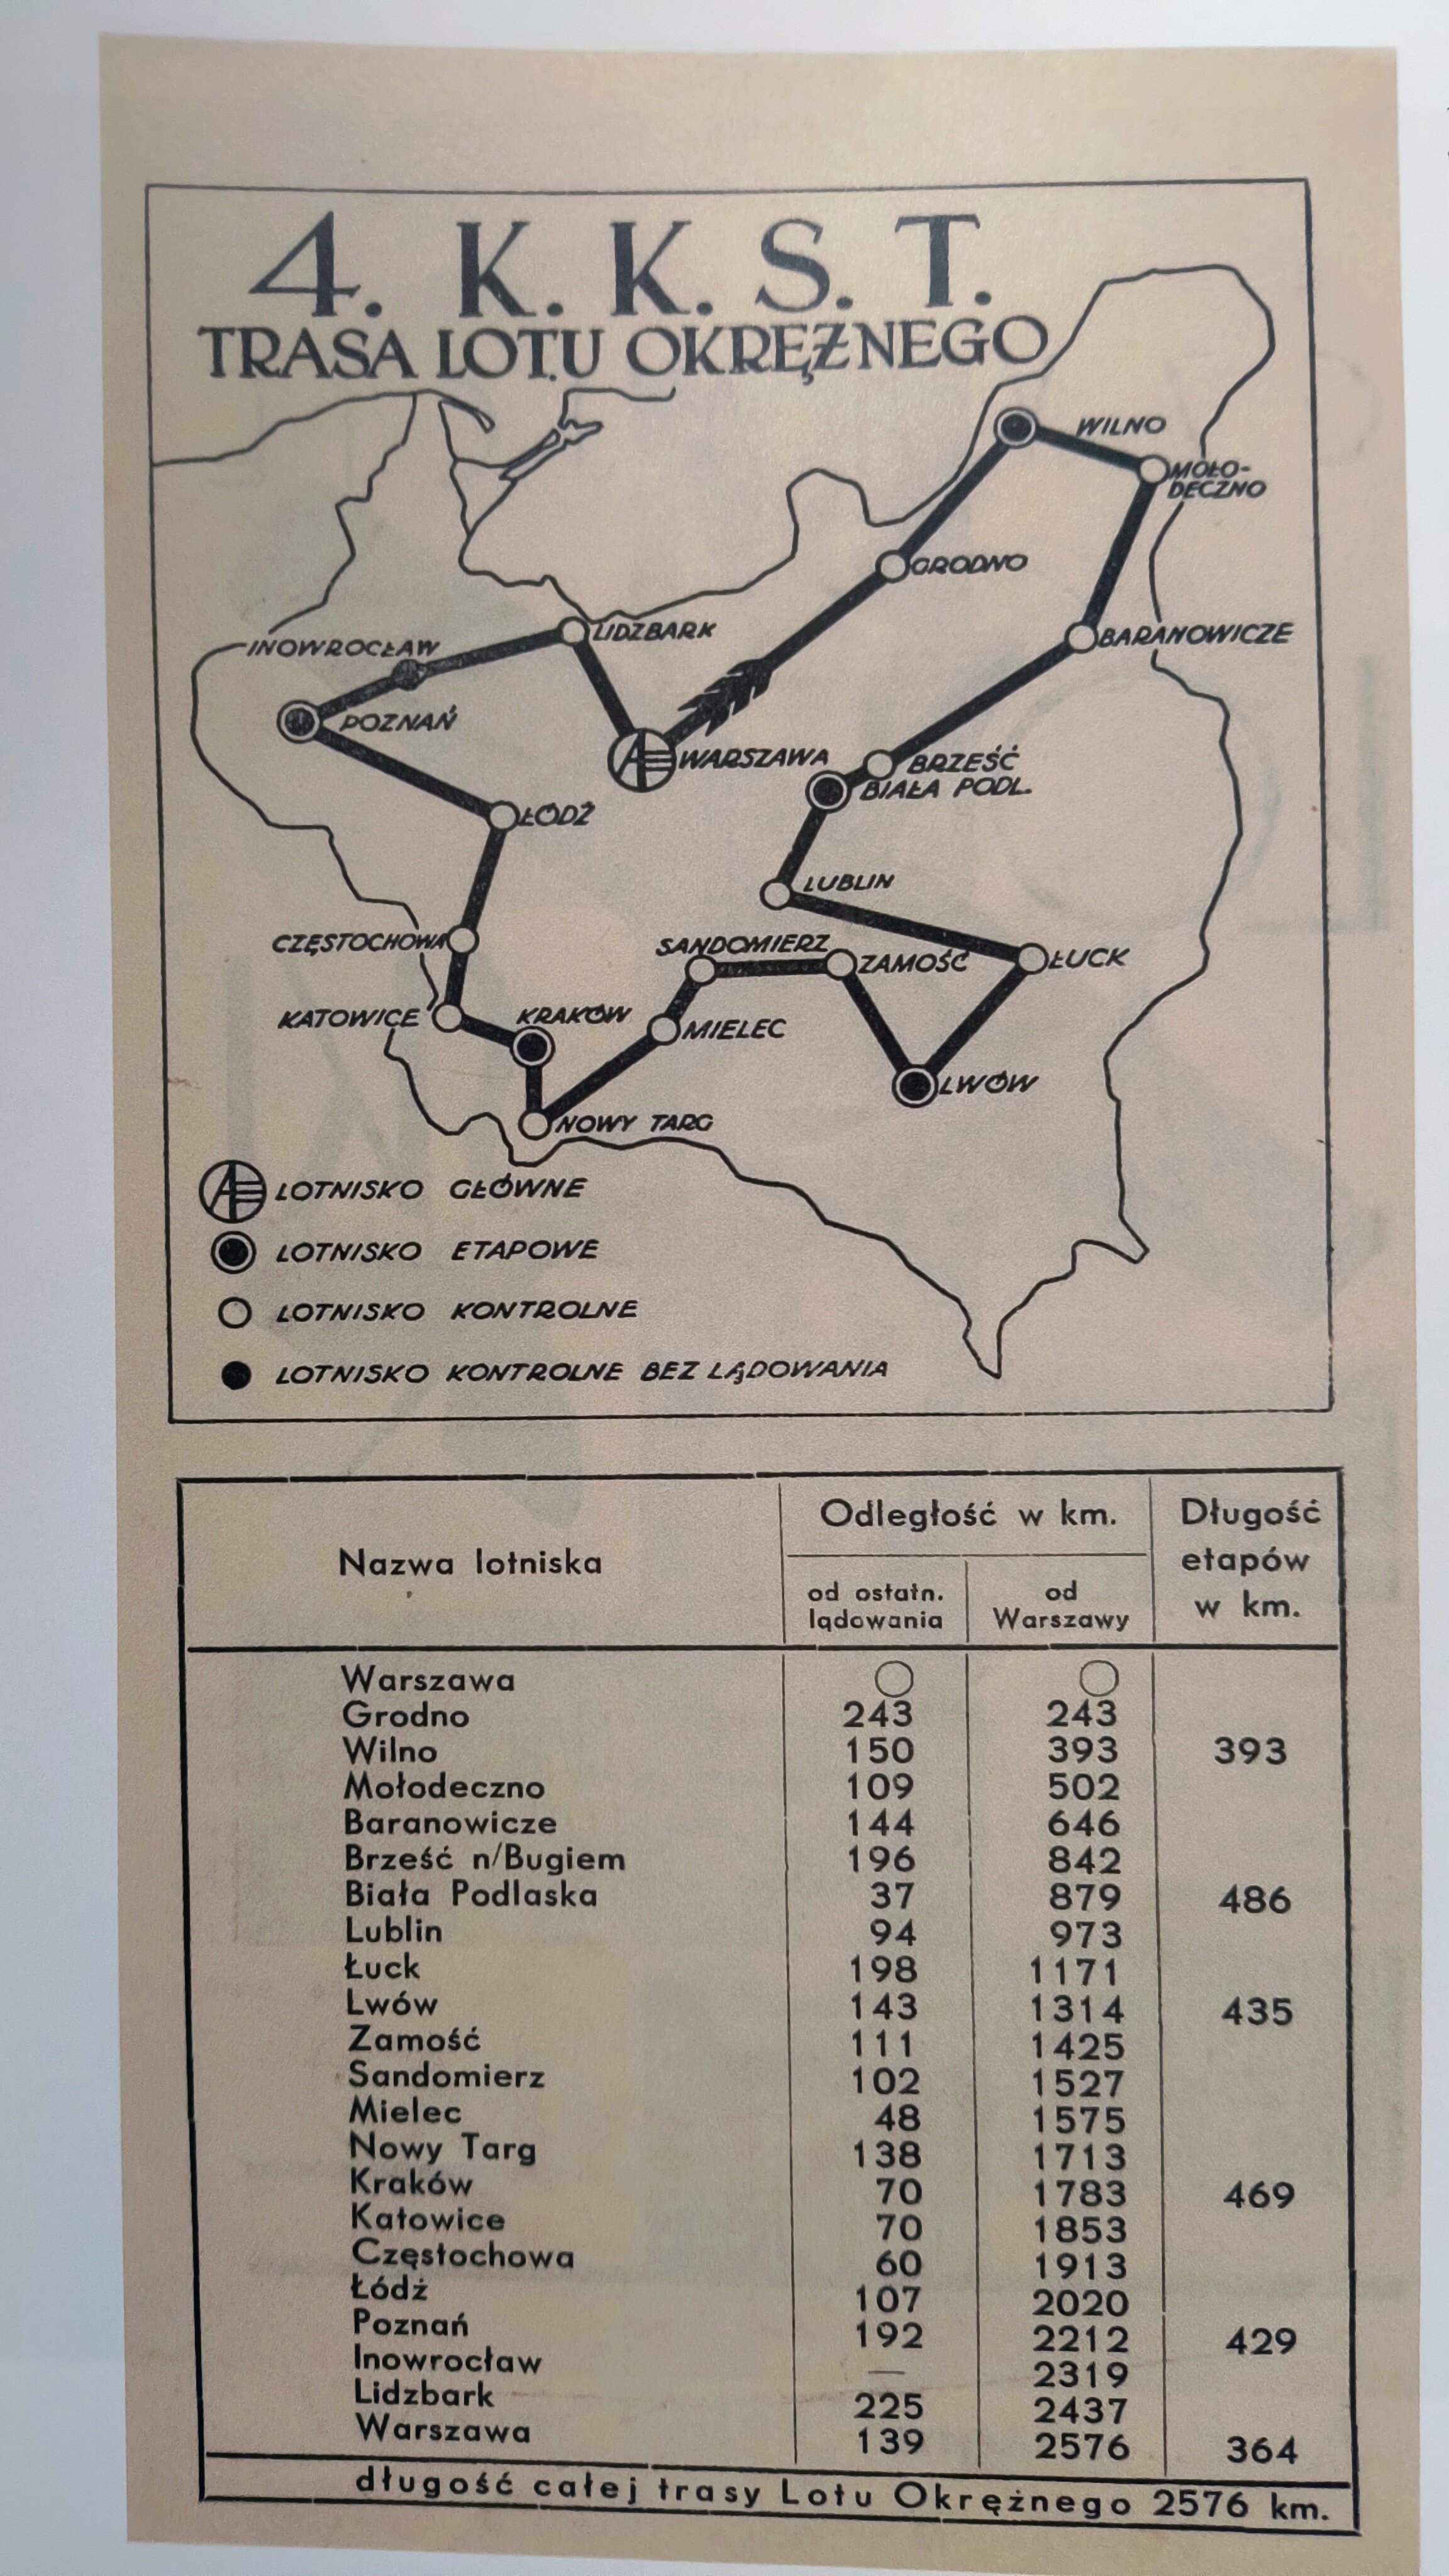 4. K. K. S. T.
TRASA LOTU OKRĘŻNEGO
WILNO
MOŁO-
DECZNO
GRODNO
BARANOWICZE
LIDZBARK
INOWROCŁAW
POZNAŃ
WARSZAWA
BRZEŚĆ
BIAŁA PODL.
ŁÓDŹ
LUBLIN
CZĘSTOCHOWA
SANDOMIERZ
ZAMOŚĆ
ŁUCK
KATOWICE
KRAKÓW
MIELEC
LWÓW
NOWY TARG
LOTNISKO GŁÓWNE
LOTNISKO ETAPOWE
LOTNISKO KONTROLNE
LOTNISKO KONTROLNE BEZ LĄDOWANIA
Nazwa lotniska
Odległość w km.
od ostatn.
lądowania
od
Warszawy
Długość
etapów
w km.
Warszawa 0 0
Grodno 243 243
Wilno 150 393 393
Mołodeczno 109 502
Baranowicze 144 646
Brześć n/Bugiem 196 842
Biała Podlaska 37 879 486
Lublin 94 973
Łuck 198 1171
Lwów 143 1314 435
Zamość 111 1425
Sandomierz 102 1527
Mielec 48 1575
Nowy Targ 138 1713
Kraków 70 1783 469
Katowice 70 1853
Częstochowa 60 1913
Łódż 107 2020
Poznań 192 2212 429
Inowrocław — 2319
Lidzbark 225 2437
Warszawa 139 2576 364
długość całej trasy Lotu Okrężnego 2576 km.